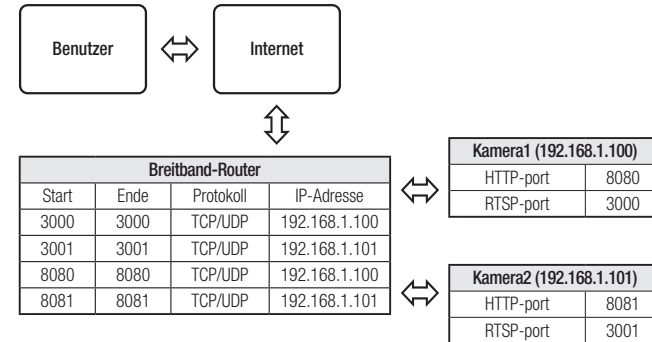 Benutzer
Internet
Breitband-Router
Start Ende Protokoll IP-Adresse
3000 3000 TCP/UDP 192.168.1.100
3001 3001 TCP/UDP 192.168.1.101
8080 8080 TCP/UDP 192.168.1.100
8081 8081 TCP/UDP 192.168.1.101
Kamera1 (192.168.1.100)
HTTP-port 8080
RTSP-port 3000
Kamera2 (192.168.1.101)
HTTP-port 8081
RTSP-port 3001